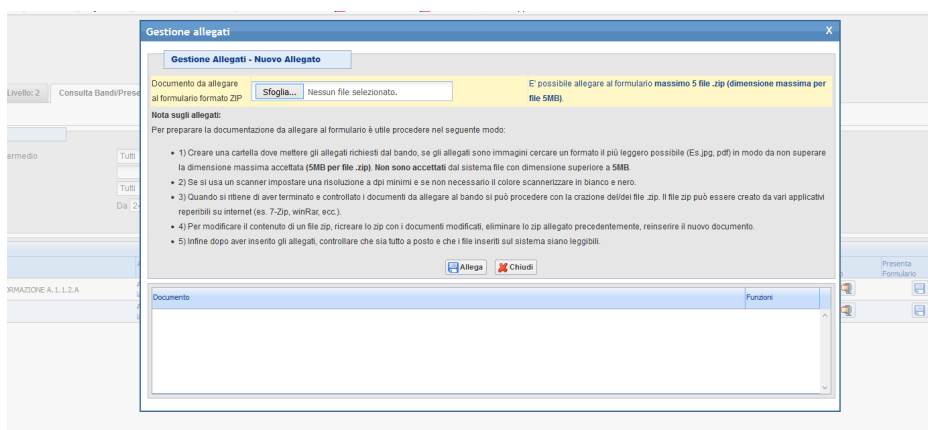 Gestione allegati
X
Gestione Allegati - Nuovo Allegato
Documento da allegare
al formulario formato ZIP
Sfoglia... Nessun file selezionato.
E' possibile allegare al formulario massimo 5 file .zip (dimensione massima per
file 5MB).
Nota sugli allegati:
Per preparare la documentazione da allegare al formulario è utile procedere nel seguente modo:
• 1) Creare una cartella dove mettere gli allegati richiesti dal bando, se gli allegati sono immagini cercare un formato il più leggero possibile (Es.jpg, pdf) in modo da non superare
la dimensione massima accettata (5MB per file .zip). Non sono accettati dal sistema file con dimensione superiore a 5MB.
• 2) Se si usa un scanner impostare una risoluzione a dpi minimi e se non necessario il colore scannerizzare in bianco e nero.
• 3) Quando si ritiene di aver terminato e controllato i documenti da allegare al bando si può procedere con la crazione del/dei file .zip. Il file zip può essere creato da vari applicativi
reperibili su internet (es. 7-Zip, winRar, ecc.).
• 4) Per modificare il contenuto di un file zip, ricreare lo zip con i documenti modificati, eliminare lo zip allegato precedentemente, reinserire il nuovo documento.
• 5) Infine dopo aver inserito gli allegati, controllare che sia tutto a posto e che i file inseriti sul sistema siano leggibili.
Allega Chiudi
Documento Funzioni
Livello: 2 Consulta Bandi/Prese
ermedio Tutti
Tutti
Da 2
Presenta
Formulario
ORMAZIONE A.1.1.2.A